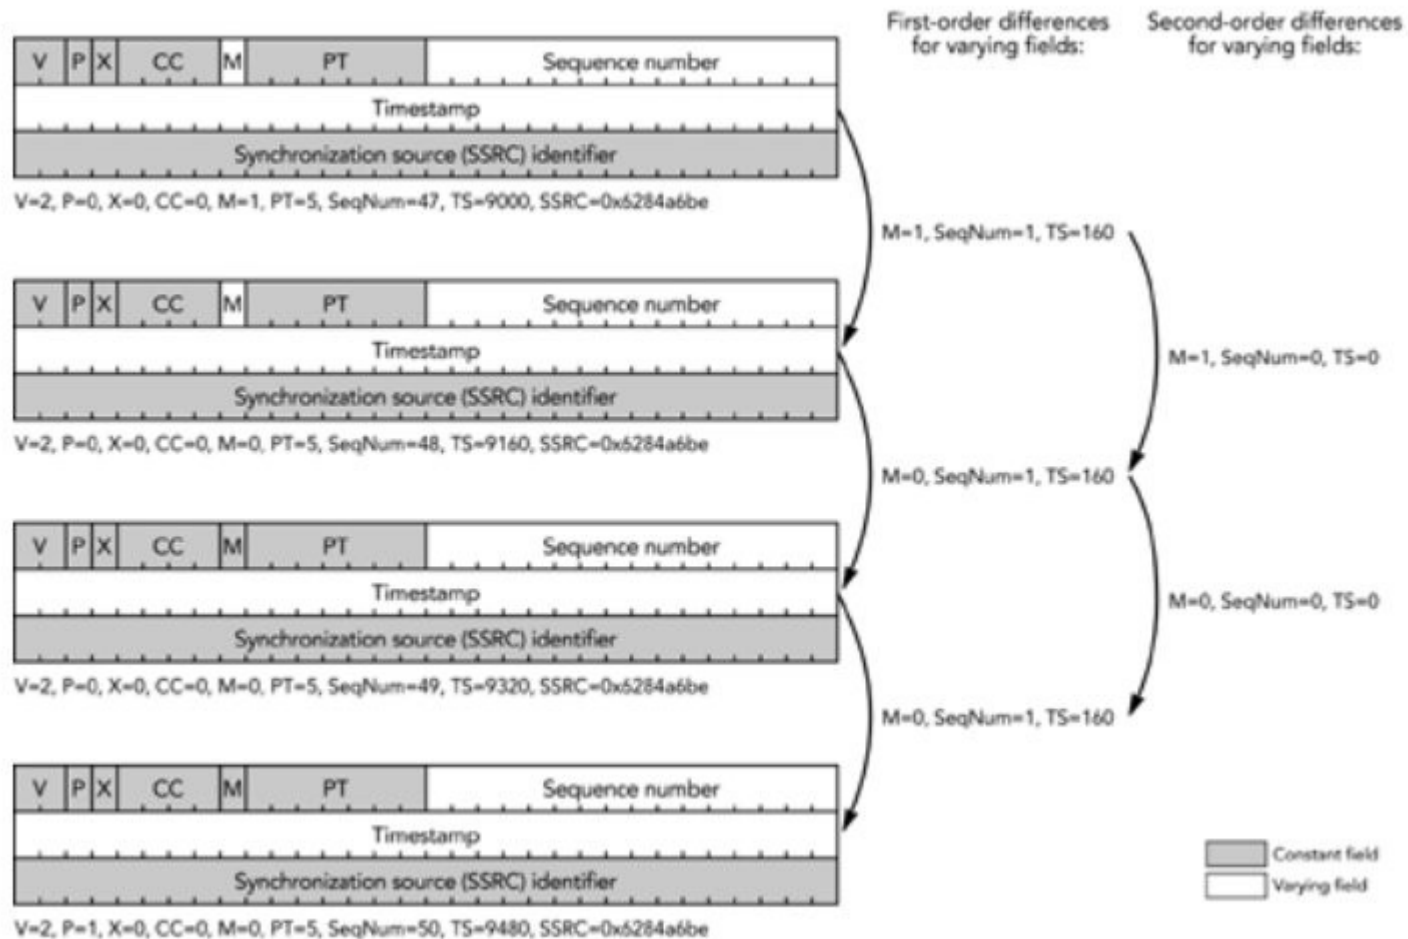 First-order differences for varying fields:
Second-order differences for varying fields:
V P X CC M PT Sequence number
Timestamp
Synchronization source (SSRC) identifier
V=2, P=0, X=0, CC=0, M=1, PT=5, SeqNum=47, TS=9000, SSRC=0x6284a6be
M=1, SeqNum=1, TS=160
V P X CC M PT Sequence number
Timestamp
M=1, SeqNum=0, TS=0
Synchronization source (SSRC) identifier
V=2, P=0, X=0, CC=0, M=0, PT=5, SeqNum=48, TS=9160, SSRC=0x6284a6be
M=0, SeqNum=1, TS=160
V P X CC M PT Sequence number
Timestamp
M=0, SeqNum=0, TS=0
Synchronization source (SSRC) identifier
V=2, P=0, X=0, CC=0, M=0, PT=5, SeqNum=49, TS=9320, SSRC=0x6284a6be
M=0, SeqNum=1, TS=160
V P X CC M PT Sequence number
Timestamp
Synchronization source (SSRC) identifier
V=2, P=1, X=0, CC=0, M=0, PT=5, SeqNum=50, TS=9480, SSRC=0x6284a6be
Constant field
Varying field